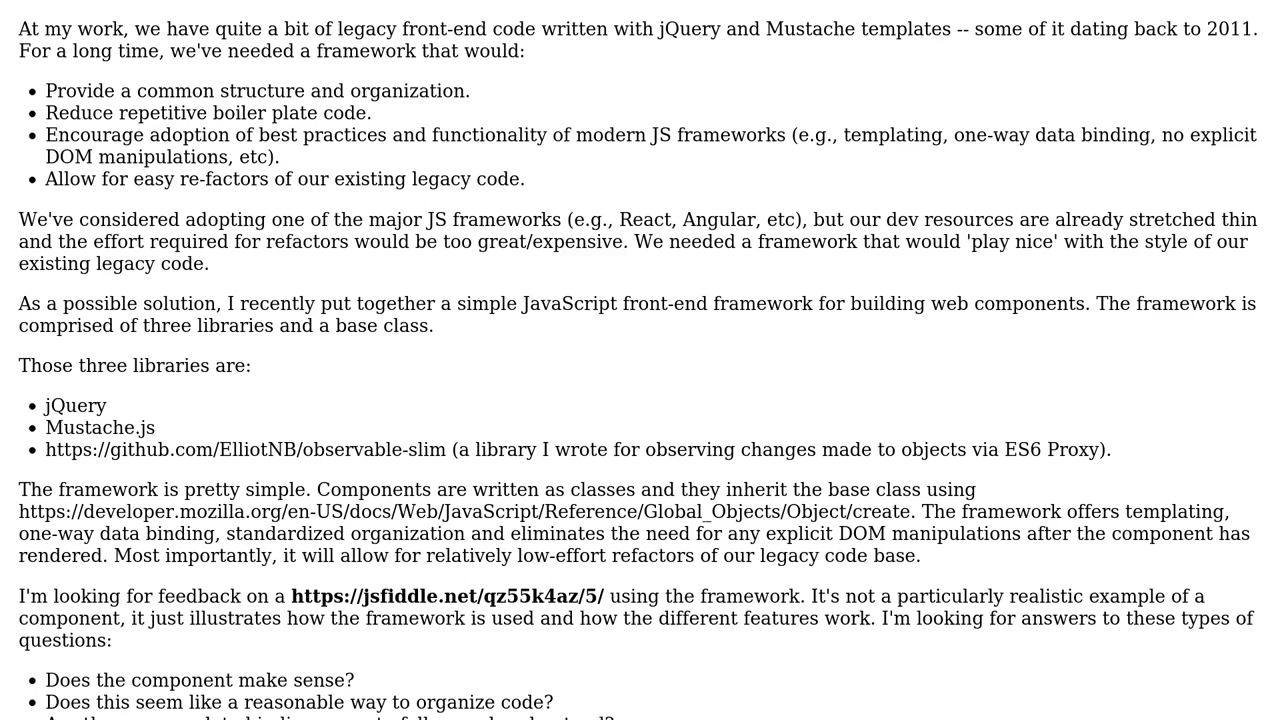 At my work, we have quite a bit of legacy front-end code written with jQuery and Mustache templates -- some of it dating back to 2011.
For a long time, we've needed a framework that would:
Provide a common structure and organization.
Reduce repetitive boiler plate code.
Encourage adoption of best practices and functionality of modern JS frameworks (e.g., templating, one-way data binding, no explicit
DOM manipulations, etc).
Allow for easy re-factors of our existing legacy code.
We've considered adopting one of the major JS frameworks (e.g., React, Angular, etc), but our dev resources are already stretched thin
and the effort required for refactors would be too great/expensive. We needed a framework that would 'play nice' with the style of our
existing legacy code.
As a possible solution, I recently put together a simple JavaScript front-end framework for building web components. The framework is
comprised of three libraries and a base class.
Those three libraries are:
jQuery
Mustache.js
https://github.com/ElliotNB/observable-slim (a library I wrote for observing changes made to objects via ES6 Proxy).
The framework is pretty simple. Components are written as classes and they inherit the base class using
https://developer.mozilla.org/en-US/docs/Web/JavaScript/Reference/Global_Objects/Object/create. The framework offers templating,
one-way data binding, standardized organization and eliminates the need for any explicit DOM manipulations after the component has
rendered. Most importantly, it will allow for relatively low-effort refactors of our legacy code base.
I'm looking for feedback on a https://jsfiddle.net/qz55k4az/5/ using the framework. It's not a particularly realistic example of a
component, it just illustrates how the framework is used and how the different features work. I'm looking for answers to these types of
questions:
Does the component make sense?
Does this seem like a reasonable way to organize code?